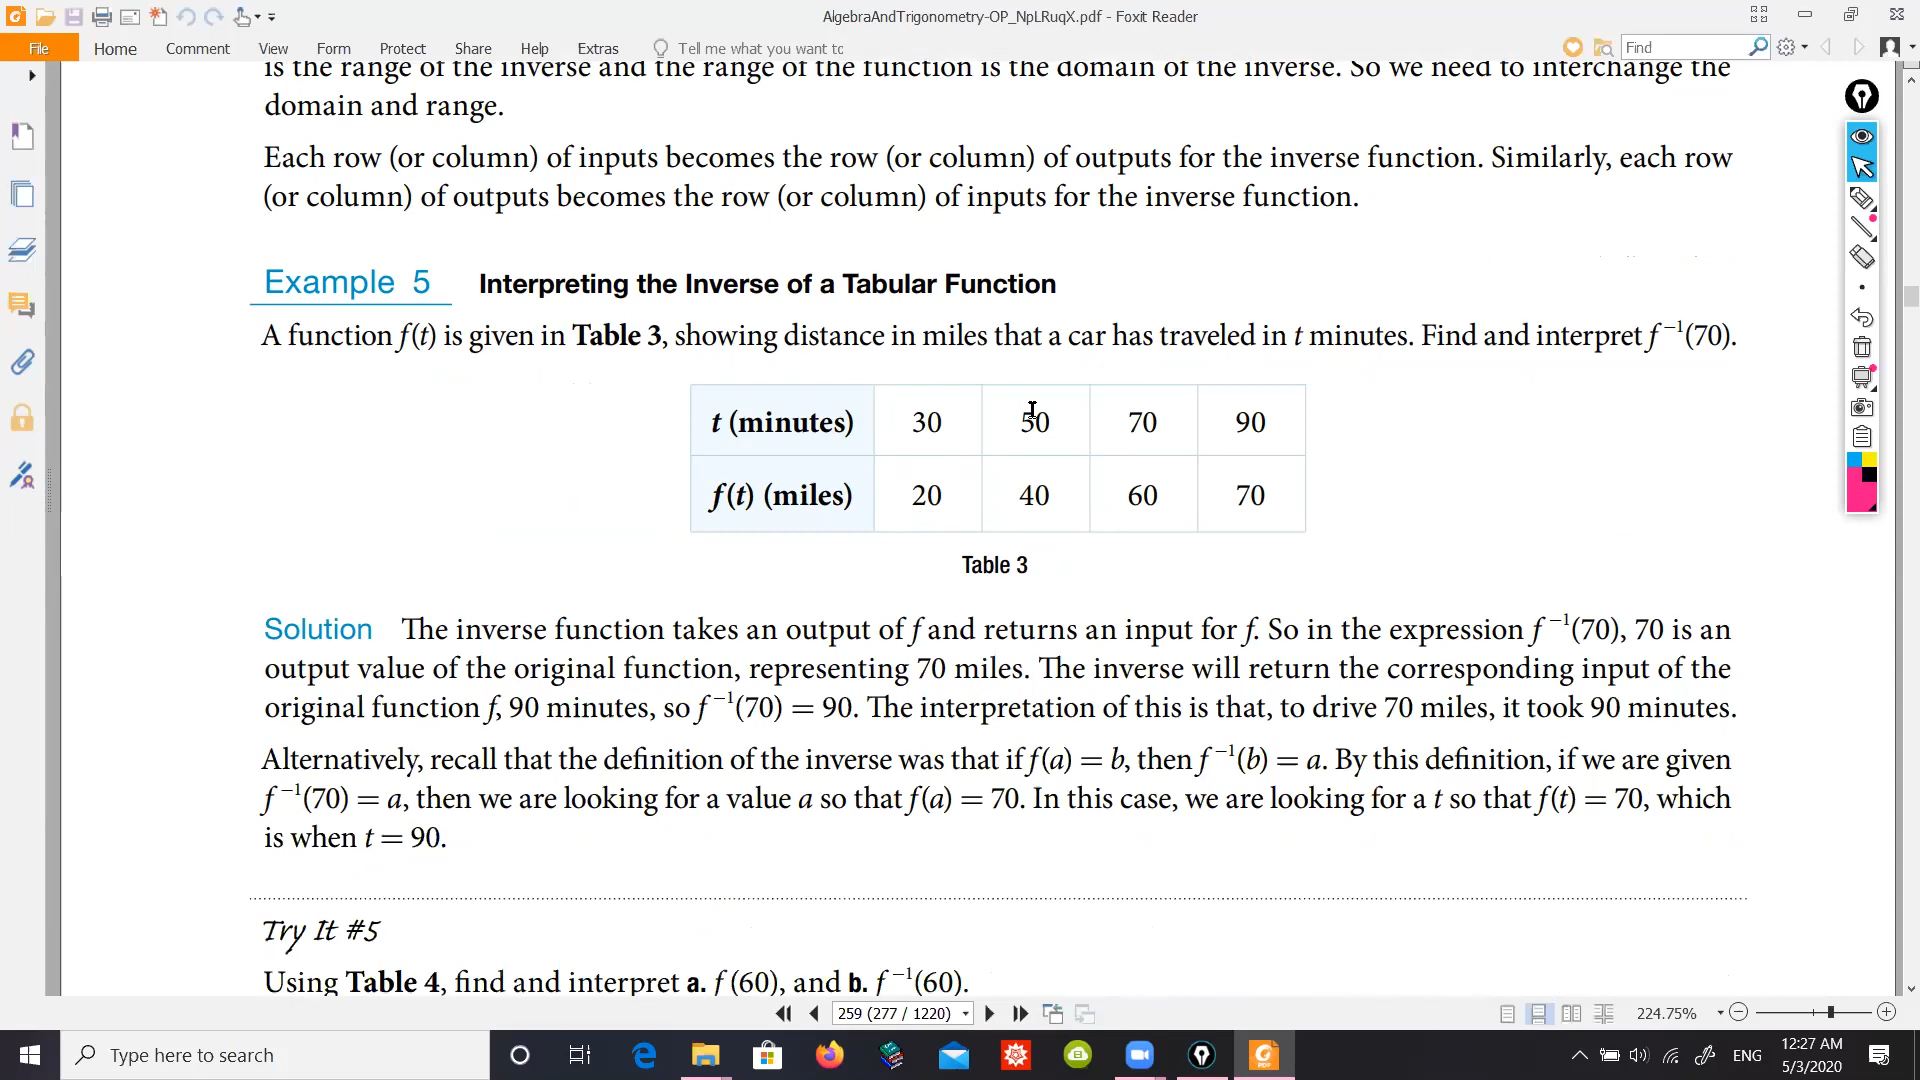 AlgebraAndTrigonometry-OP_NpLRuqX.pdf - Foxit Reader
File Home Comment View Form Protect Share Help Extras Tell me what you want to Find
is the range of the inverse and the range of the function is the domain of the inverse. So we need to interchange the
domain and range.
Each row (or column) of inputs becomes the row (or column) of outputs for the inverse function. Similarly, each row
(or column) of outputs becomes the row (or column) of inputs for the inverse function.
Example 5 Interpreting the Inverse of a Tabular Function
A function f(t) is given in Table 3, showing distance in miles that a car has traveled in t minutes. Find and interpret f⁻¹(70).
t (minutes) 30 50 70 90
f(t) (miles) 20 40 60 70
Table 3
Solution The inverse function takes an output of f and returns an input for f. So in the expression f⁻¹(70), 70 is an
output value of the original function, representing 70 miles. The inverse will return the corresponding input of the
original function f, 90 minutes, so f⁻¹(70) = 90. The interpretation of this is that, to drive 70 miles, it took 90 minutes.
Alternatively, recall that the definition of the inverse was that if f(a) = b, then f⁻¹(b) = a. By this definition, if we are given
f⁻¹(70) = a, then we are looking for a value a so that f(a) = 70. In this case, we are looking for a t so that f(t) = 70, which
is when t = 90.
Try It #5
Using Table 4, find and interpret a. f(60), and b. f⁻¹(60).
259 (277 / 1220) 224.75%
Type here to search ENG 12:27 AM
5/3/2020